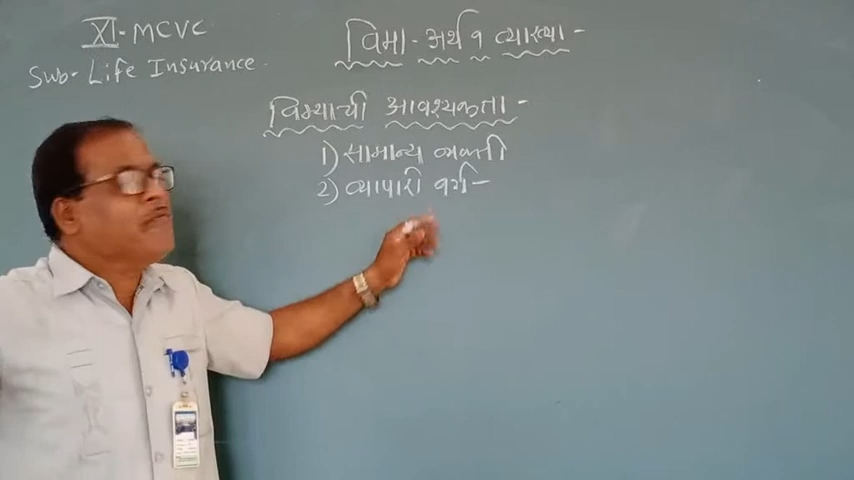 XI - MCVC
Sub- Life Insurance.
विमा - अर्थ व व्याख्या -
विम्याची आवश्यकता -
1) सामान्य व्यक्ती
2) व्यापारी वर्ग -